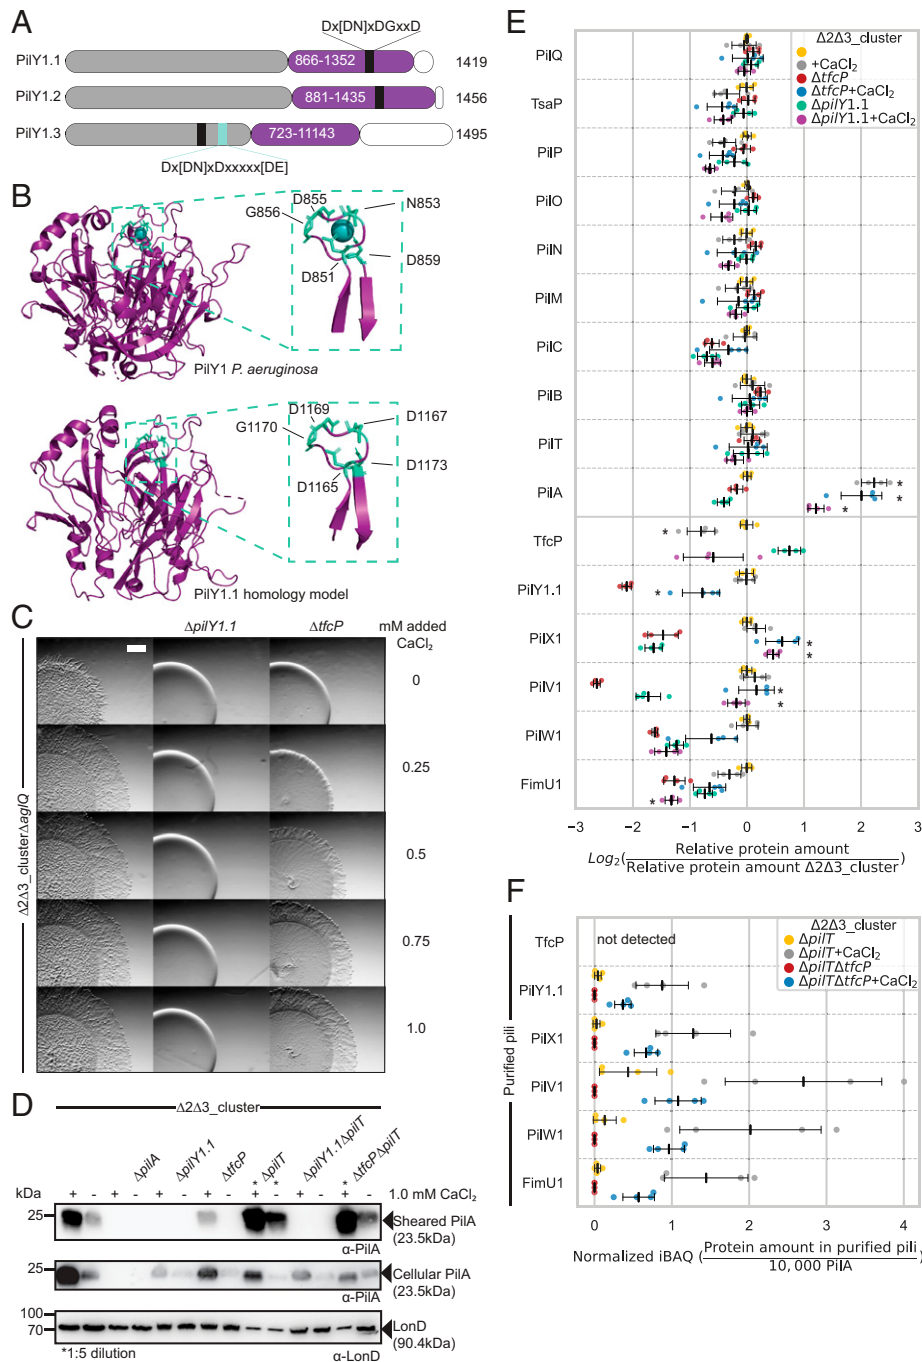 A
Dx[DN]xDGxxD
PilY1.1 866-1352 1419
PilY1.2 881-1435 1456
PilY1.3 723-11143 1495
Dx[DN]xDxxxxx[DE]
B
D855
N853
G856
D859
D851
PilY1 P. aeruginosa
D1169
D1167
G1170
D1173
D1165
PilY1.1 homology model
C
ΔpilY1.1 ΔtfcP mM added CaCl₂
Δ2Δ3_clusterΔaglQ
0
0.25
0.5
0.75
1.0
D
Δ2Δ3_cluster
ΔpilA ΔpilY1.1 ΔtfcP ΔpilT ΔpilY1.1ΔpilT ΔtfcPΔpilT
* * *
kDa + - + - + - + - + - + - + - 1.0 mM CaCl₂
25 Sheared PilA (23.5kDa)
α-PilA
25 Cellular PilA (23.5kDa)
α-PilA
100
70 LonD (90.4kDa)
*1:5 dilution α-LonD
E
Δ2Δ3_cluster
+CaCl₂
ΔtfcP
ΔtfcP+CaCl₂
ΔpilY1.1
ΔpilY1.1+CaCl₂
PilQ
TsaP
PilP
PilO
PilN
PilM
PilC
PilB
PilT
PilA * * *
TfcP *
PilY1.1 *
PilX1 * *
PilV1 * *
PilW1
FimU1 *
−3 −2 −1 0 1 2 3
Log₂(Relative protein amount / Relative protein amount Δ2Δ3_cluster)
F
Δ2Δ3_cluster
ΔpilT
ΔpilT+CaCl₂
ΔpilTΔtfcP
ΔpilTΔtfcP+CaCl₂
Purified pili
TfcP not detected
PilY1.1
PilX1
PilV1
PilW1
FimU1
0 1 2 3 4
Normalized iBAQ (Protein amount in purified pili / 10,000 PilA)